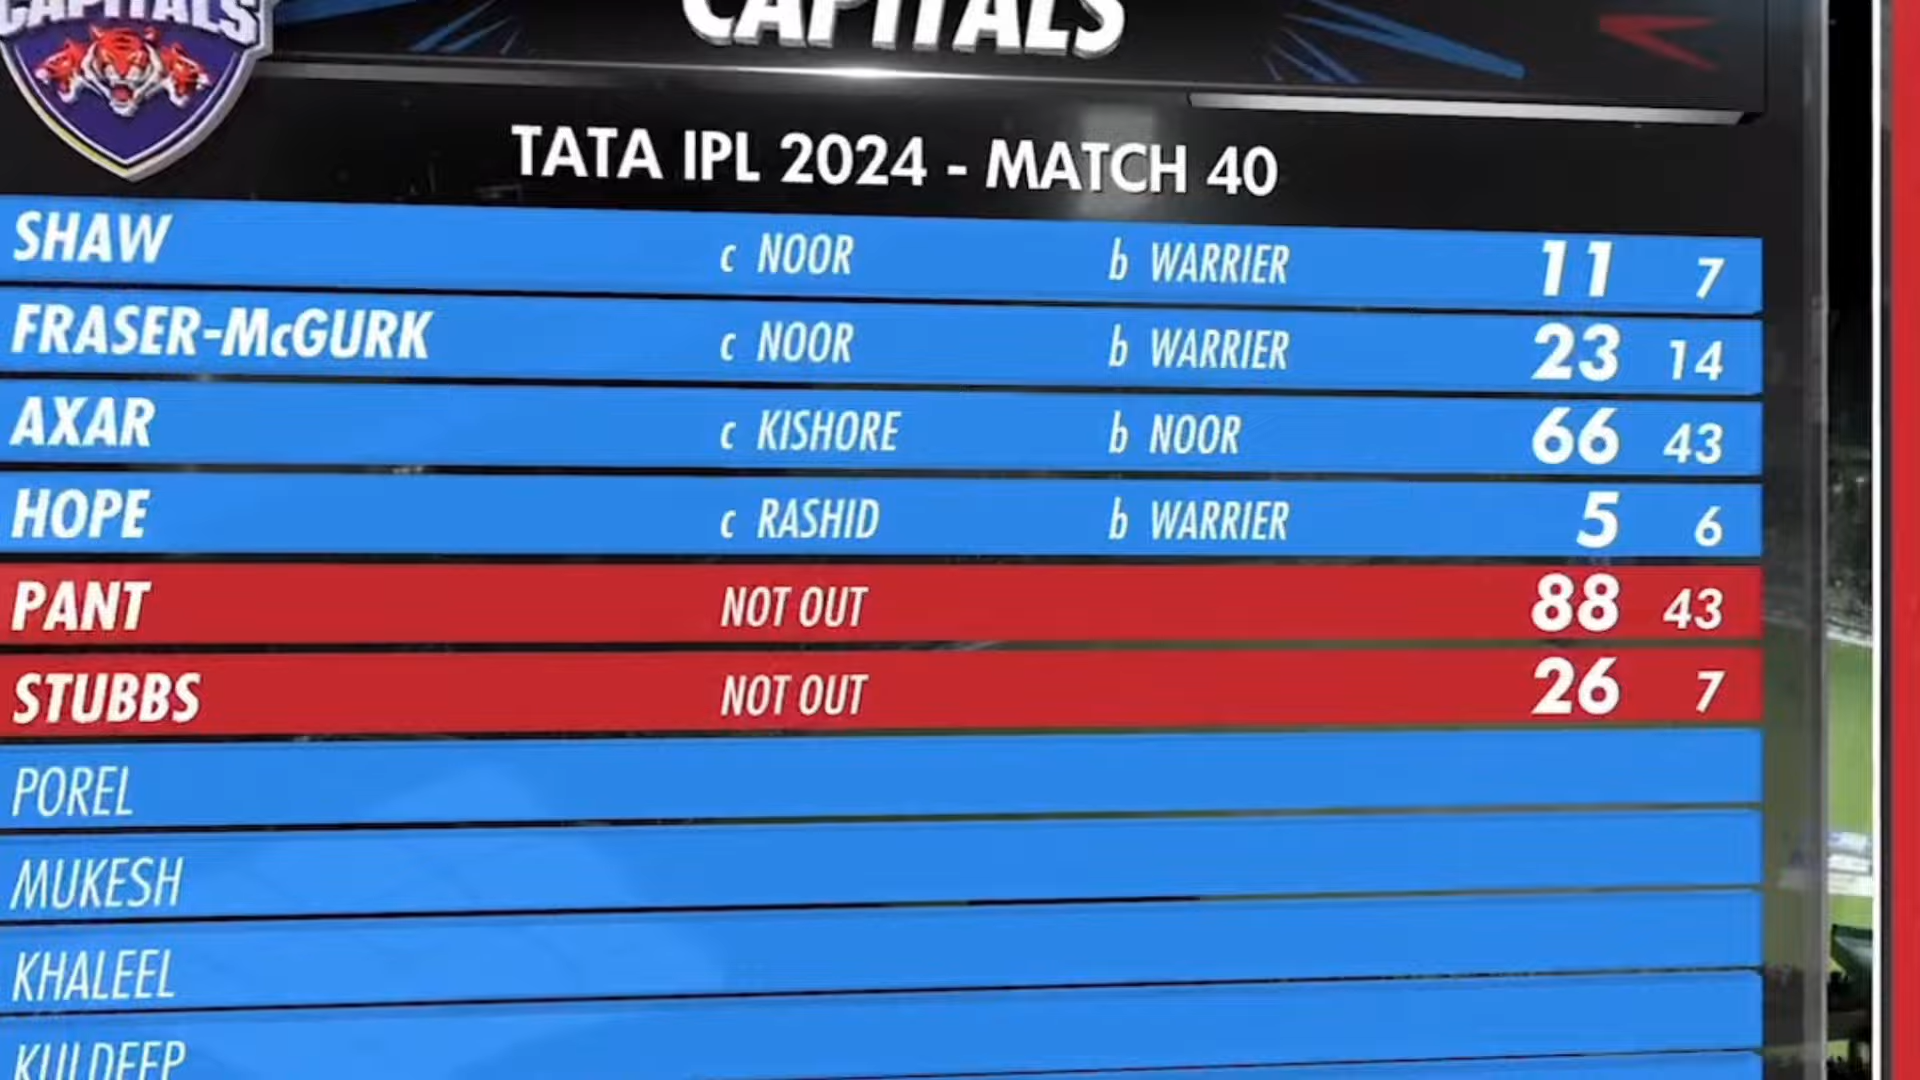 CAPITALS
CAPITALS
TATA IPL 2024 - MATCH 40
SHAW c NOOR b WARRIER 11 7
FRASER-McGURK c NOOR b WARRIER 23 14
AXAR c KISHORE b NOOR 66 43
HOPE c RASHID b WARRIER 5 6
PANT NOT OUT 88 43
STUBBS NOT OUT 26 7
POREL
MUKESH
KHALEEL
KULDEEP